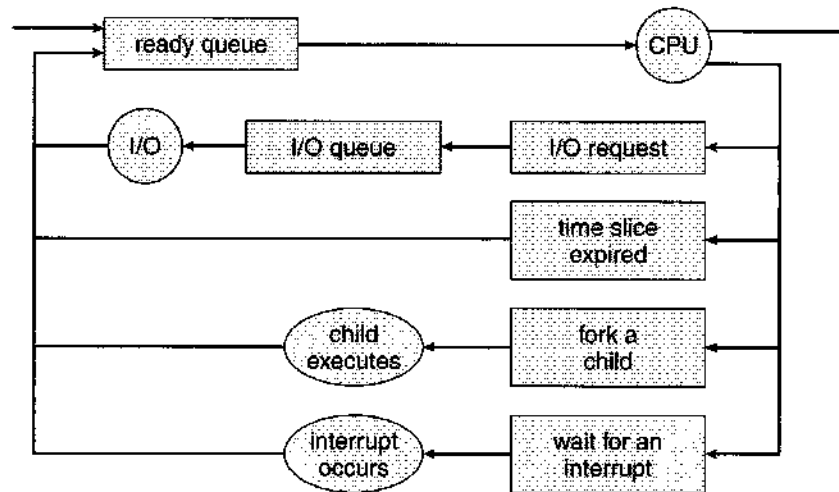 ready queue
CPU
I/O
I/O queue
I/O request
time slice
expired
child
executes
fork a
child
interrupt
occurs
wait for an
interrupt